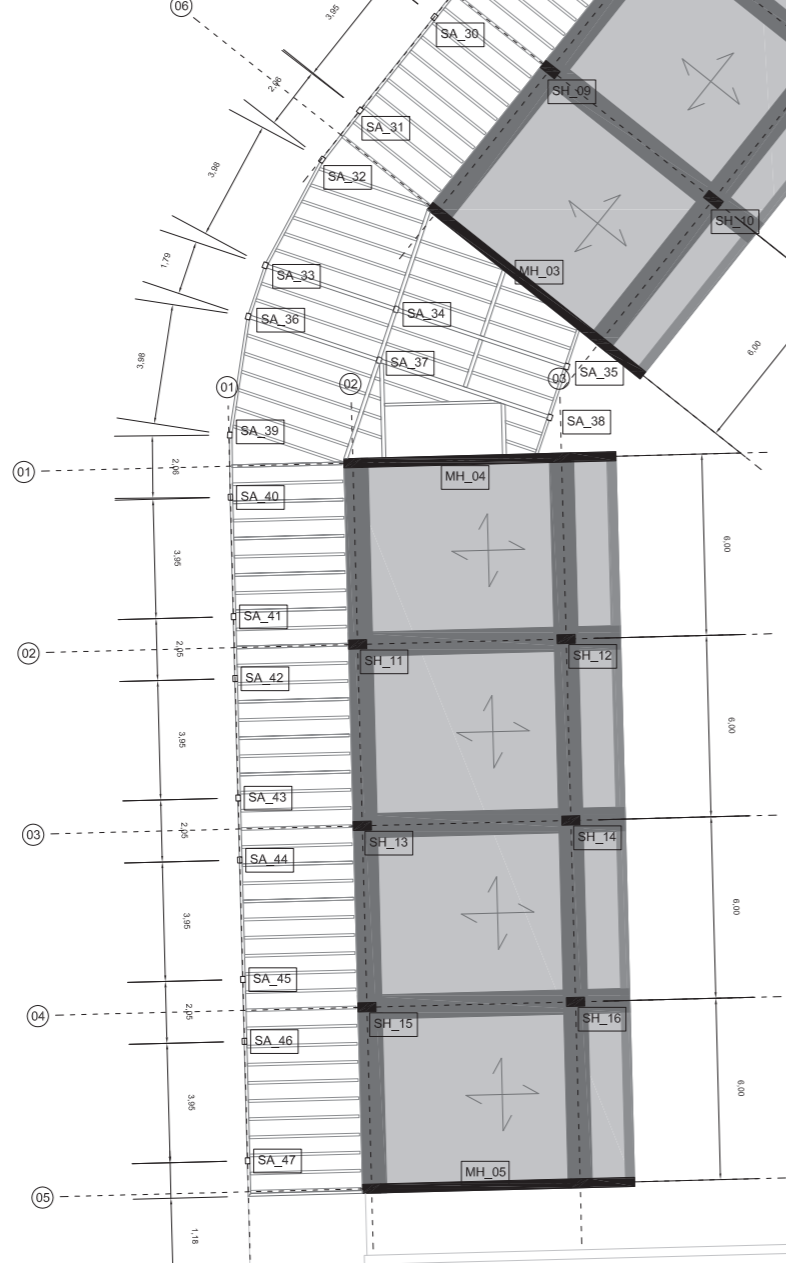 06
3,95
SA_30
2,06
SH_09
SA_31
SA_32
3,98
SH_10
1,79
SA_33
MH_03
SA_36
SA_34
6,00
3,98
SA_37
SA_35
01
02
03
SA_38
SA_39
01
2,06
MH_04
SA_40
3,95
6,00
SA_41
02
2,05
SH_11
SH_12
SA_42
3,95
6,00
SA_43
03
2,05
SH_13
SH_14
SA_44
3,95
6,00
SA_45
04
2,05
SH_15
SH_16
SA_46
3,95
6,00
SA_47
MH_05
05
1,18